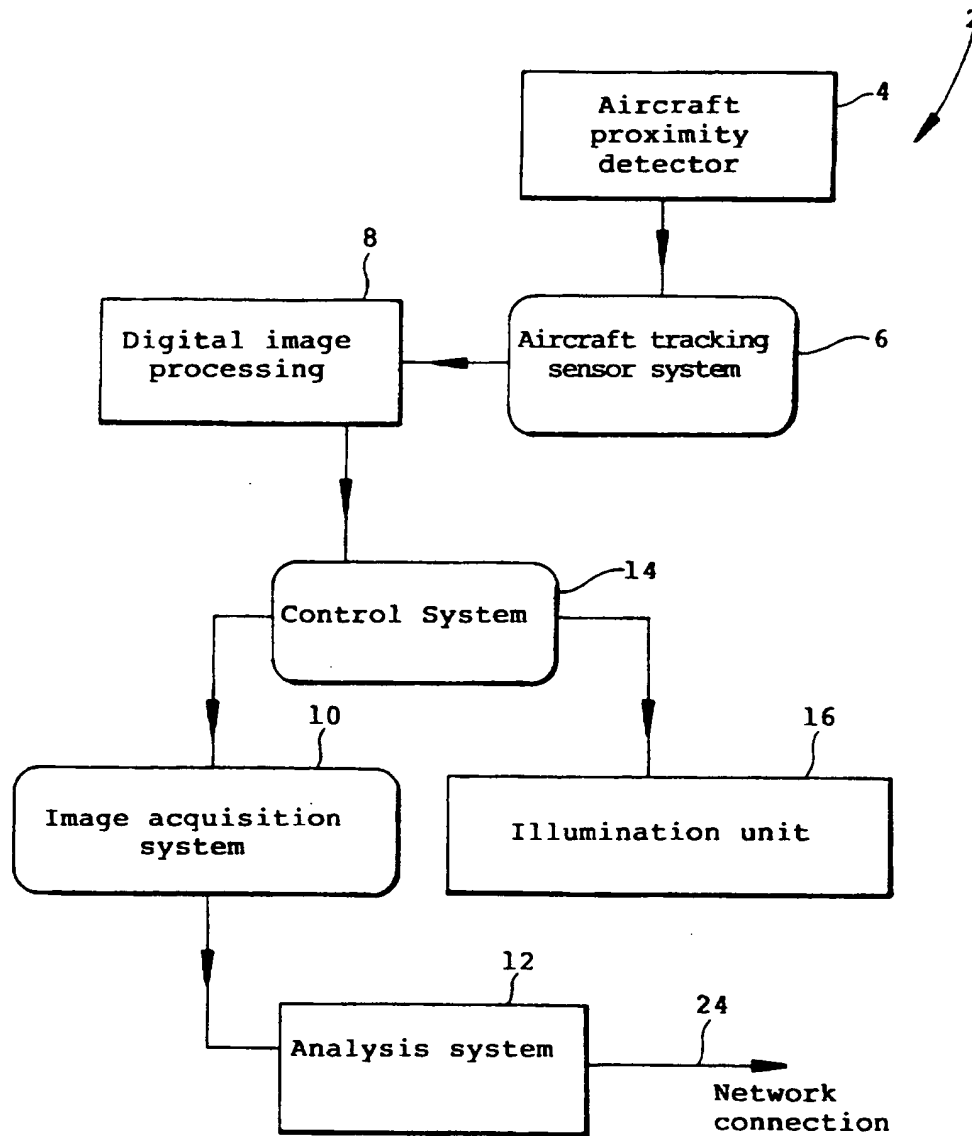 2
Aircraft
proximity
detector
4
8
Digital image
processing
Aircraft tracking
sensor system
6
14
Control System
10
16
Image acquisition
system
Illumination unit
12
24
Analysis system
Network
connection